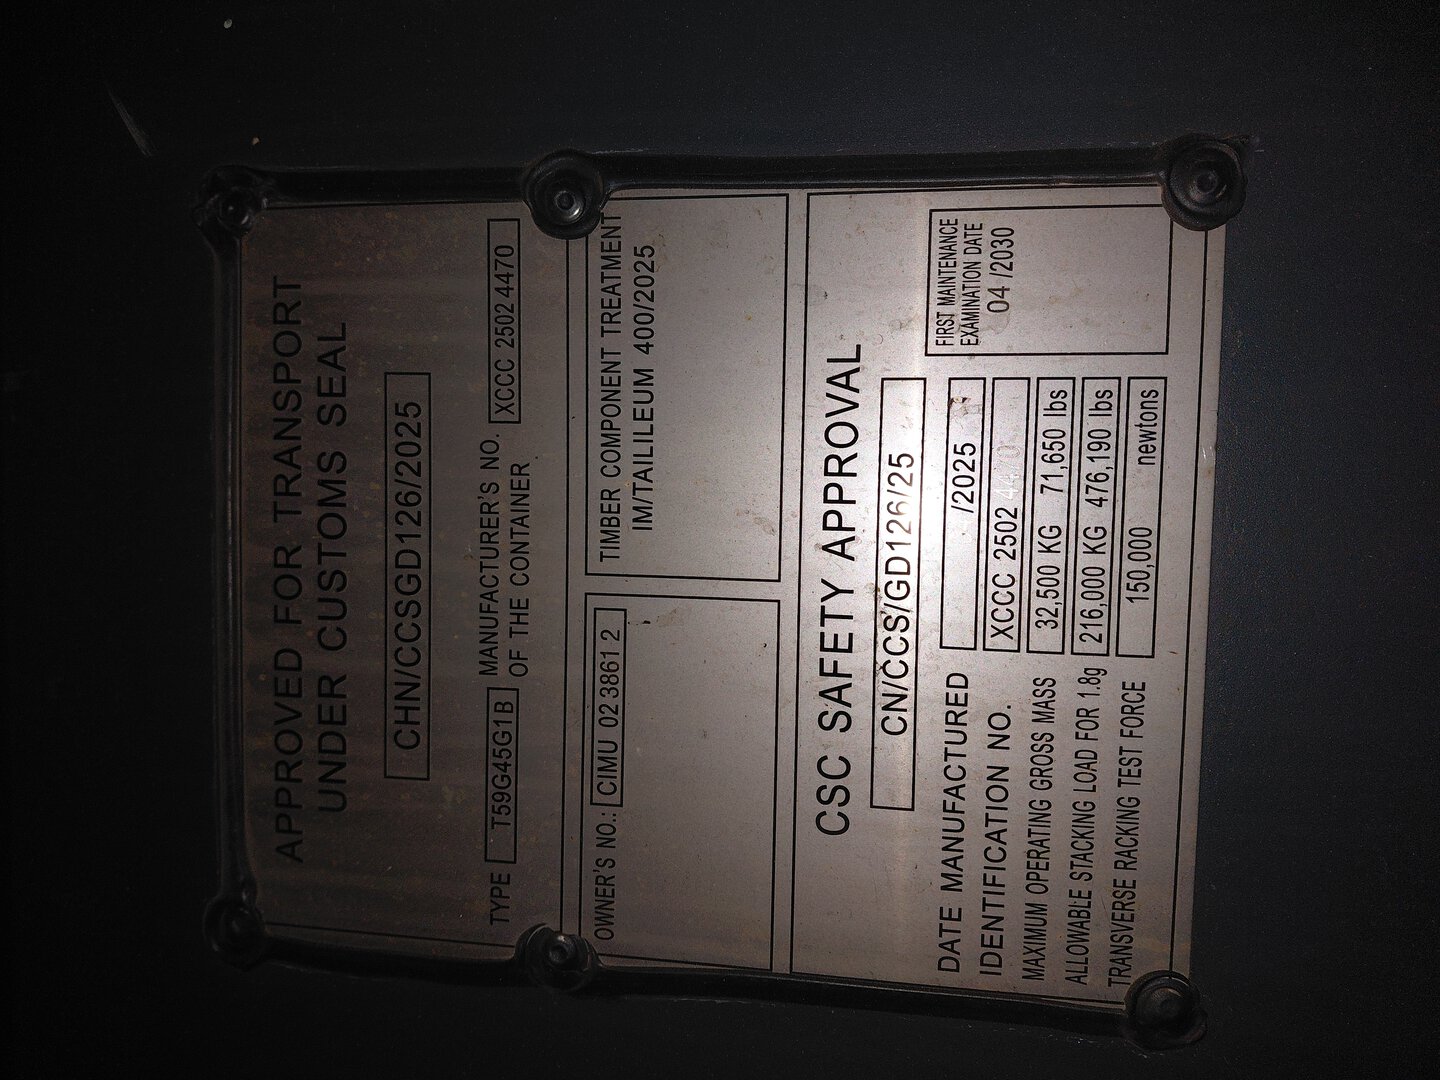 APPROVED FOR TRANSPORT
UNDER CUSTOMS SEAL
CHN/CCSGD126/2025
TYPE T59G45G1B MANUFACTURER'S NO. OF THE CONTAINER XCCC 2502 4470
OWNER'S NO.: CIMU 02 3861 2
TIMBER COMPONENT TREATMENT
IM/TAILILEUM 400/2025
CSC SAFETY APPROVAL
CN/CCS/GD126/25
DATE MANUFACTURED /2025
IDENTIFICATION NO. XCCC 2502 4470
MAXIMUM OPERATING GROSS MASS 32,500 KG 71,650 lbs
ALLOWABLE STACKING LOAD FOR 1.8g 216,000 KG 476,190 lbs
TRANSVERSE RACKING TEST FORCE 150,000 newtons
FIRST MAINTENANCE
EXAMINATION DATE
04 /2030